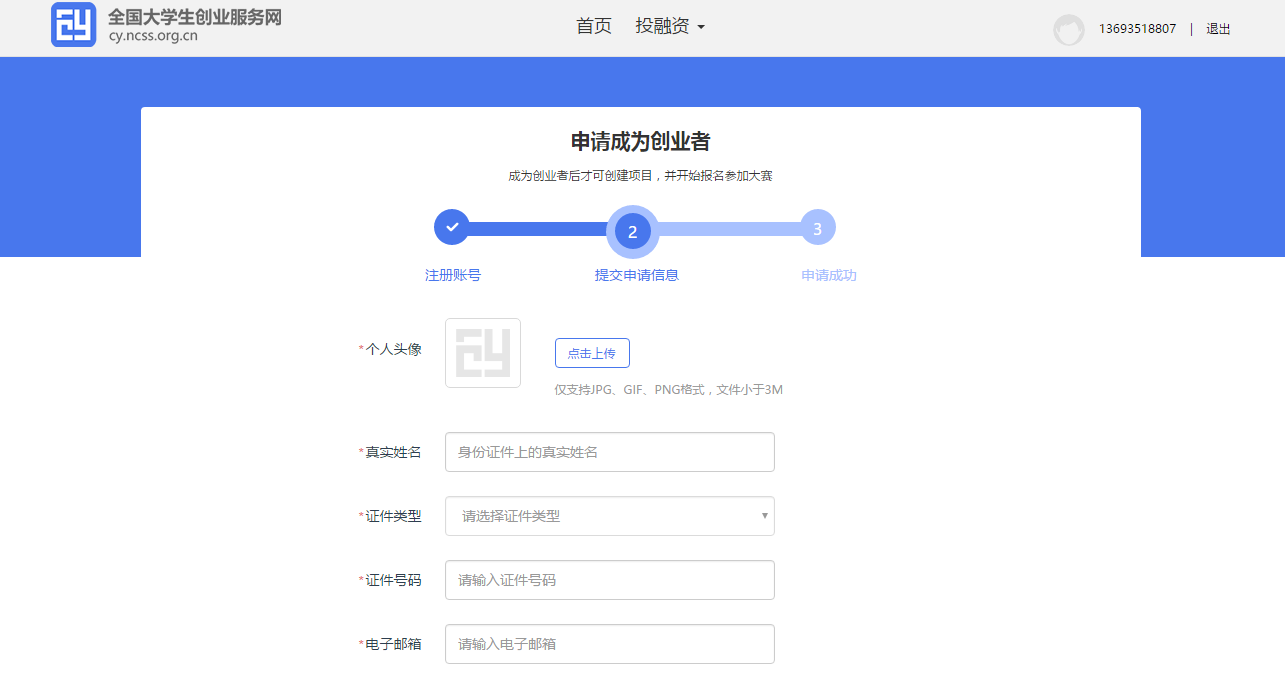 全国大学生创业服务网
cy.ncss.org.cn
首页 投融资
13693518807 | 退出
申请成为创业者
成为创业者后才可创建项目，并开始报名参加大赛
2 3
注册账号 提交申请信息 申请成功
*个人头像
点击上传
仅支持JPG、GIF、PNG格式，文件小于3M
*真实姓名 身份证件上的真实姓名
*证件类型 请选择证件类型
*证件号码 请输入证件号码
*电子邮箱 请输入电子邮箱